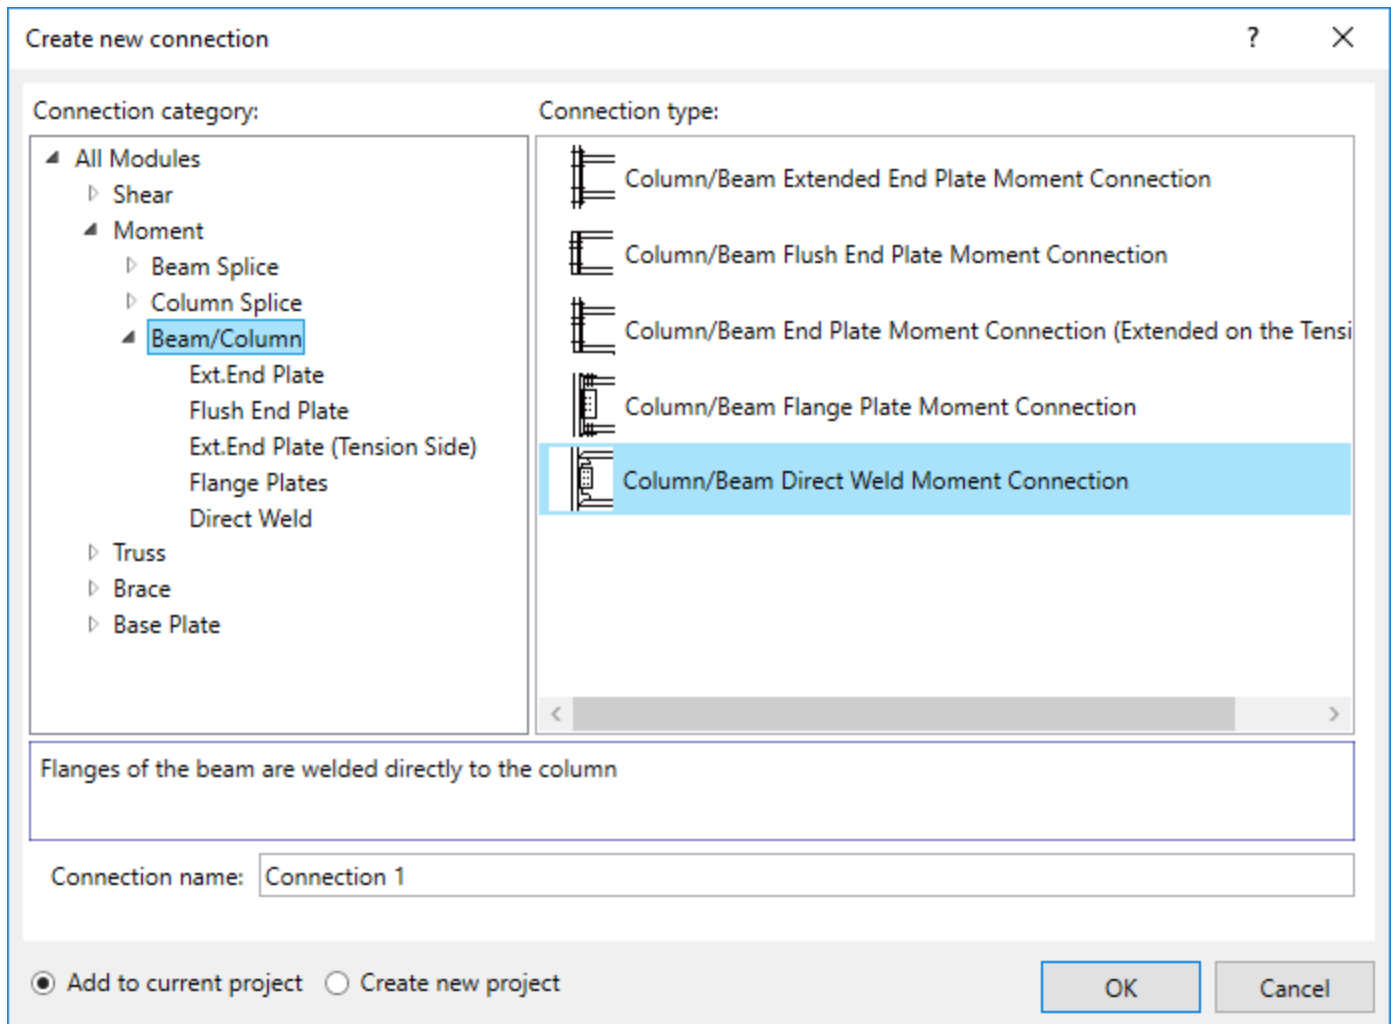 Create new connection
?
Connection category:
All Modules
Shear
Moment
Beam Splice
Column Splice
Beam/Column
Ext.End Plate
Flush End Plate
Ext.End Plate (Tension Side)
Flange Plates
Direct Weld
Truss
Brace
Base Plate
Connection type:
Column/Beam Extended End Plate Moment Connection
Column/Beam Flush End Plate Moment Connection
Column/Beam End Plate Moment Connection (Extended on the Tensi
Column/Beam Flange Plate Moment Connection
Column/Beam Direct Weld Moment Connection
Flanges of the beam are welded directly to the column
Connection name: Connection 1
Add to current project Create new project
OK Cancel